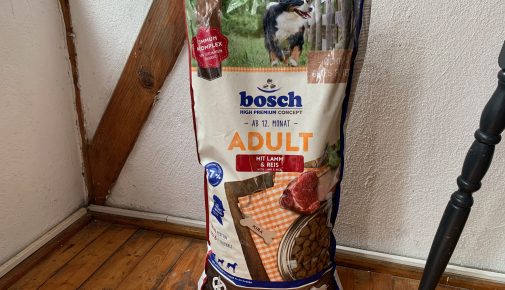 IMMUN
KOMPLEX
bosch
HIGH PREMIUM CONCEPT
- AB 12. MONAT -
ADULT
MIT LAMM
& REIS